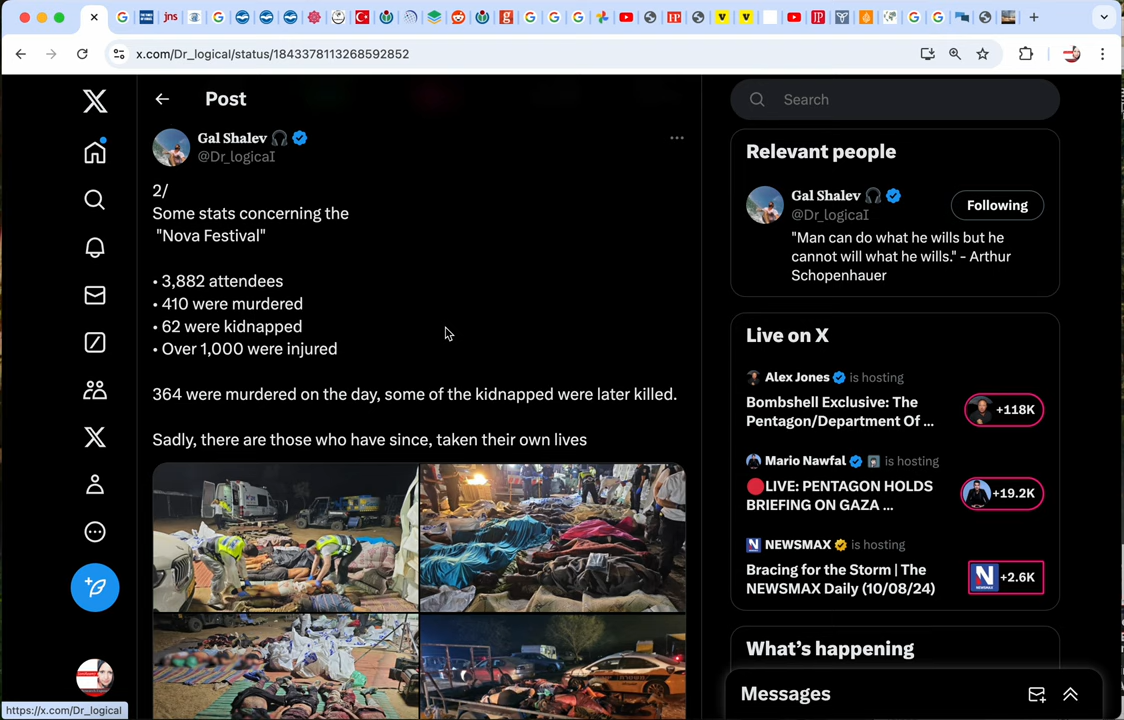 x.com/Dr_logical/status/1843378113268592852
Post
Search
Gal Shalev
@Dr_logicaI
2/
Some stats concerning the
"Nova Festival"
• 3,882 attendees
• 410 were murdered
• 62 were kidnapped
• Over 1,000 were injured
364 were murdered on the day, some of the kidnapped were later killed.
Sadly, there are those who have since, taken their own lives
Relevant people
Gal Shalev
@Dr_logicaI
Following
"Man can do what he wills but he
cannot will what he wills." - Arthur
Schopenhauer
Live on X
Alex Jones is hosting
Bombshell Exclusive: The
Pentagon/Department Of ...
+118K
Mario Nawfal is hosting
LIVE: PENTAGON HOLDS
BRIEFING ON GAZA ...
+19.2K
NEWSMAX is hosting
Bracing for the Storm | The
NEWSMAX Daily (10/08/24)
+2.6K
What's happening
Messages
https://x.com/Dr_logical